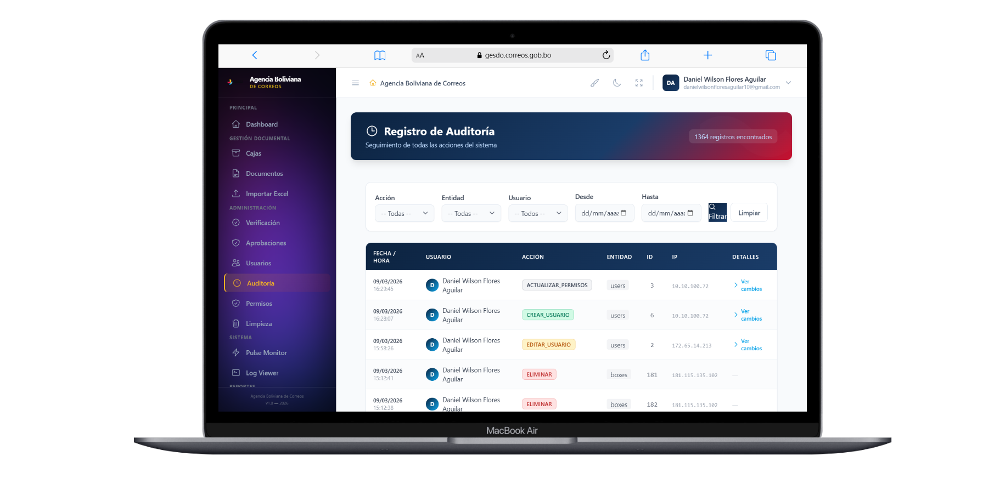 AA
gesdo.correos.gob.bo
Agencia Boliviana
DE CORREOS
PRINCIPAL
Dashboard
GESTIÓN DOCUMENTAL
Cajas
Documentos
Importar Excel
ADMINISTRACIÓN
Verificación
Aprobaciones
Usuarios
Auditoría
Permisos
Limpieza
SISTEMA
Pulse Monitor
Log Viewer
REPORTES
Agencia Boliviana de Correos
v1.0 — 2026
Agencia Boliviana de Correos
DA
Daniel Wilson Flores Aguilar
danielwilsonfloresaguilar10@gmail.com
Registro de Auditoría
Seguimiento de todas las acciones del sistema
1364 registros encontrados
Acción
Entidad
Usuario
Desde
Hasta
-- Todas --
-- Todas --
-- Todos --
dd/mm/aaaa
dd/mm/aaaa
Filtrar
Limpiar
FECHA / HORA USUARIO ACCIÓN ENTIDAD ID IP DETALLES
09/03/2026 16:29:45 D Daniel Wilson Flores Aguilar ACTUALIZAR_PERMISOS users 3 10.10.100.72 Ver cambios
09/03/2026 16:28:07 D Daniel Wilson Flores Aguilar CREAR_USUARIO users 6 10.10.100.72 Ver cambios
09/03/2026 15:58:26 D Daniel Wilson Flores Aguilar EDITAR_USUARIO users 2 172.65.14.213 Ver cambios
09/03/2026 15:12:41 D Daniel Wilson Flores Aguilar ELIMINAR boxes 181 181.115.135.102 —
09/03/2026 15:12:38 D Daniel Wilson Flores Aguilar ELIMINAR boxes 182 181.115.135.102 —
MacBook Air